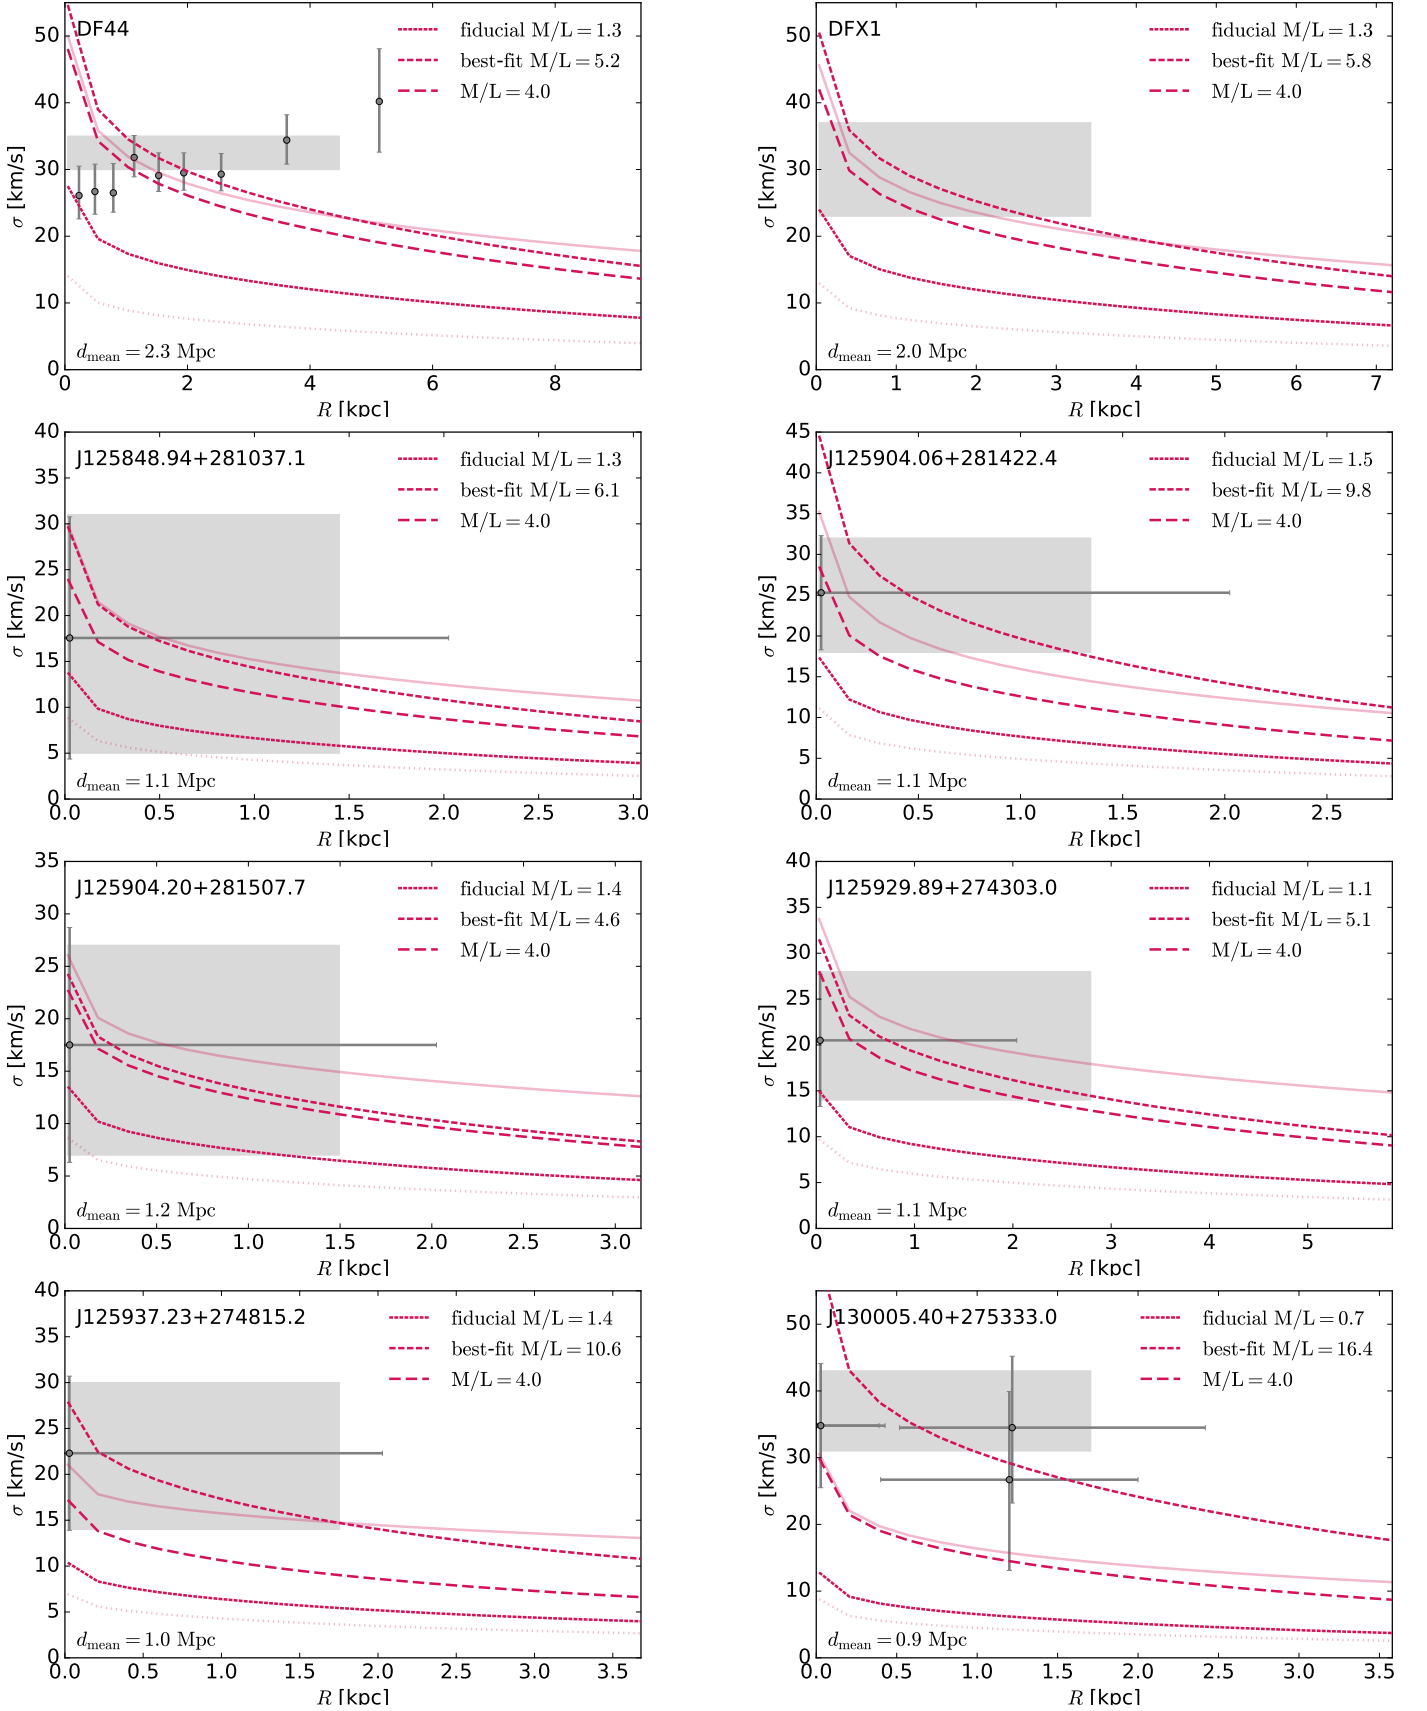 DF44
fiducial M/L = 1.3
best-fit M/L = 5.2
M/L = 4.0
σ [km/s]
50
40
30
20
10
0
d_mean = 2.3 Mpc
0 2 4 6 8
R [kpc]
DFX1
fiducial M/L = 1.3
best-fit M/L = 5.8
M/L = 4.0
σ [km/s]
50
40
30
20
10
0
d_mean = 2.0 Mpc
0 1 2 3 4 5 6 7
R [kpc]
J125848.94+281037.1
fiducial M/L = 1.3
best-fit M/L = 6.1
M/L = 4.0
σ [km/s]
40
35
30
25
20
15
10
5
0
d_mean = 1.1 Mpc
0.0 0.5 1.0 1.5 2.0 2.5 3.0
R [kpc]
J125904.06+281422.4
fiducial M/L = 1.5
best-fit M/L = 9.8
M/L = 4.0
σ [km/s]
45
40
35
30
25
20
15
10
5
0
d_mean = 1.1 Mpc
0.0 0.5 1.0 1.5 2.0 2.5
R [kpc]
J125904.20+281507.7
fiducial M/L = 1.4
best-fit M/L = 4.6
M/L = 4.0
σ [km/s]
35
30
25
20
15
10
5
0
d_mean = 1.2 Mpc
0.0 0.5 1.0 1.5 2.0 2.5 3.0
R [kpc]
J125929.89+274303.0
fiducial M/L = 1.1
best-fit M/L = 5.1
M/L = 4.0
σ [km/s]
40
35
30
25
20
15
10
5
0
d_mean = 1.1 Mpc
0 1 2 3 4 5
R [kpc]
J125937.23+274815.2
fiducial M/L = 1.4
best-fit M/L = 10.6
M/L = 4.0
σ [km/s]
40
35
30
25
20
15
10
5
0
d_mean = 1.0 Mpc
0.0 0.5 1.0 1.5 2.0 2.5 3.0 3.5
R [kpc]
J130005.40+275333.0
fiducial M/L = 0.7
best-fit M/L = 16.4
M/L = 4.0
σ [km/s]
50
40
30
20
10
0
d_mean = 0.9 Mpc
0.0 0.5 1.0 1.5 2.0 2.5 3.0 3.5
R [kpc]